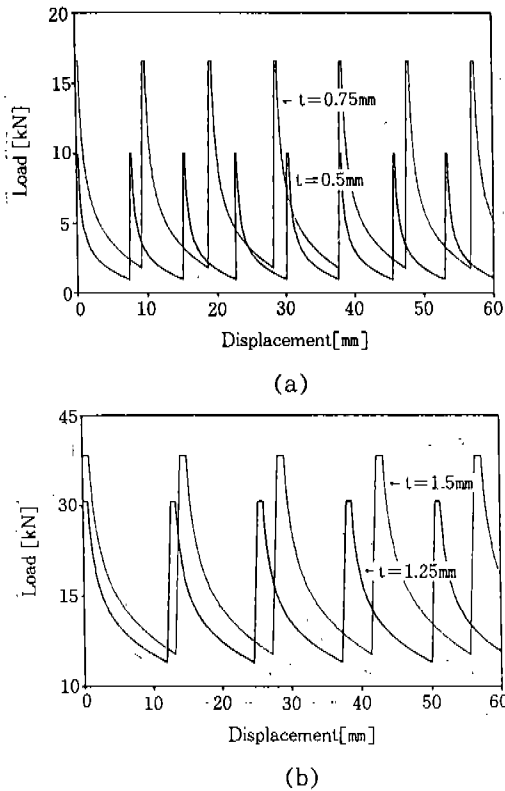 20
15
10
5
0
Load [kN]
t=0.75mm
t=0.5mm
0 10 20 30 40 50 60
Displacement[mm]
(a)
45
30
15
10
Load [kN]
t=1.5mm
t=1.25mm
0 10 20 30 40 50 60
Displacement[mm]
(b)